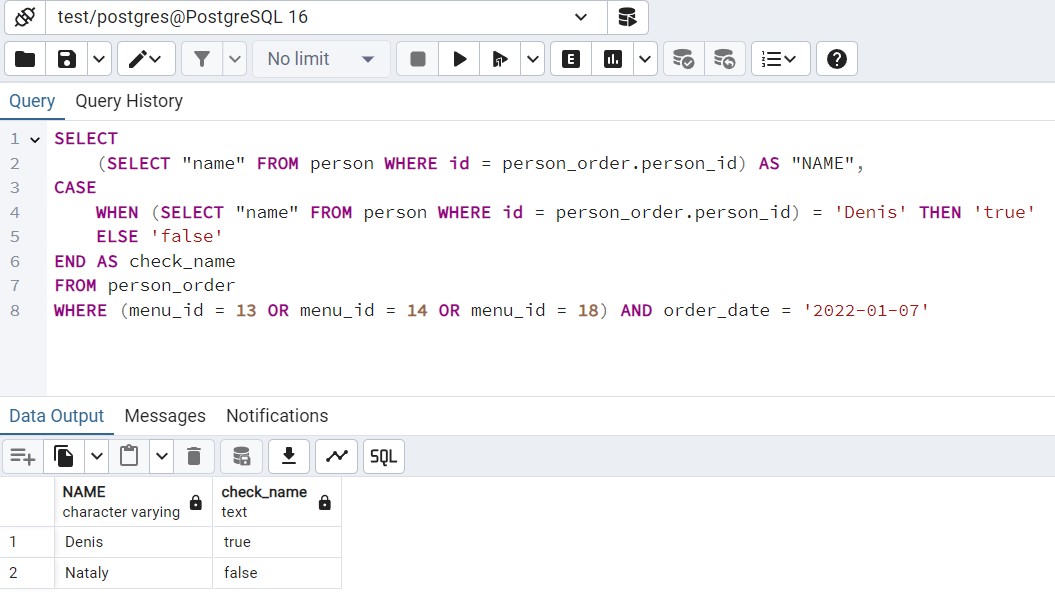 test/postgres@PostgreSQL 16
No limit
E
Query Query History
1 SELECT
2 (SELECT "name" FROM person WHERE id = person_order.person_id) AS "NAME",
3 CASE
4 WHEN (SELECT "name" FROM person WHERE id = person_order.person_id) = 'Denis' THEN 'true'
5 ELSE 'false'
6 END AS check_name
7 FROM person_order
8 WHERE (menu_id = 13 OR menu_id = 14 OR menu_id = 18) AND order_date = '2022-01-07'
Data Output Messages Notifications
SQL
NAME check_name
character varying text
1 Denis true
2 Nataly false